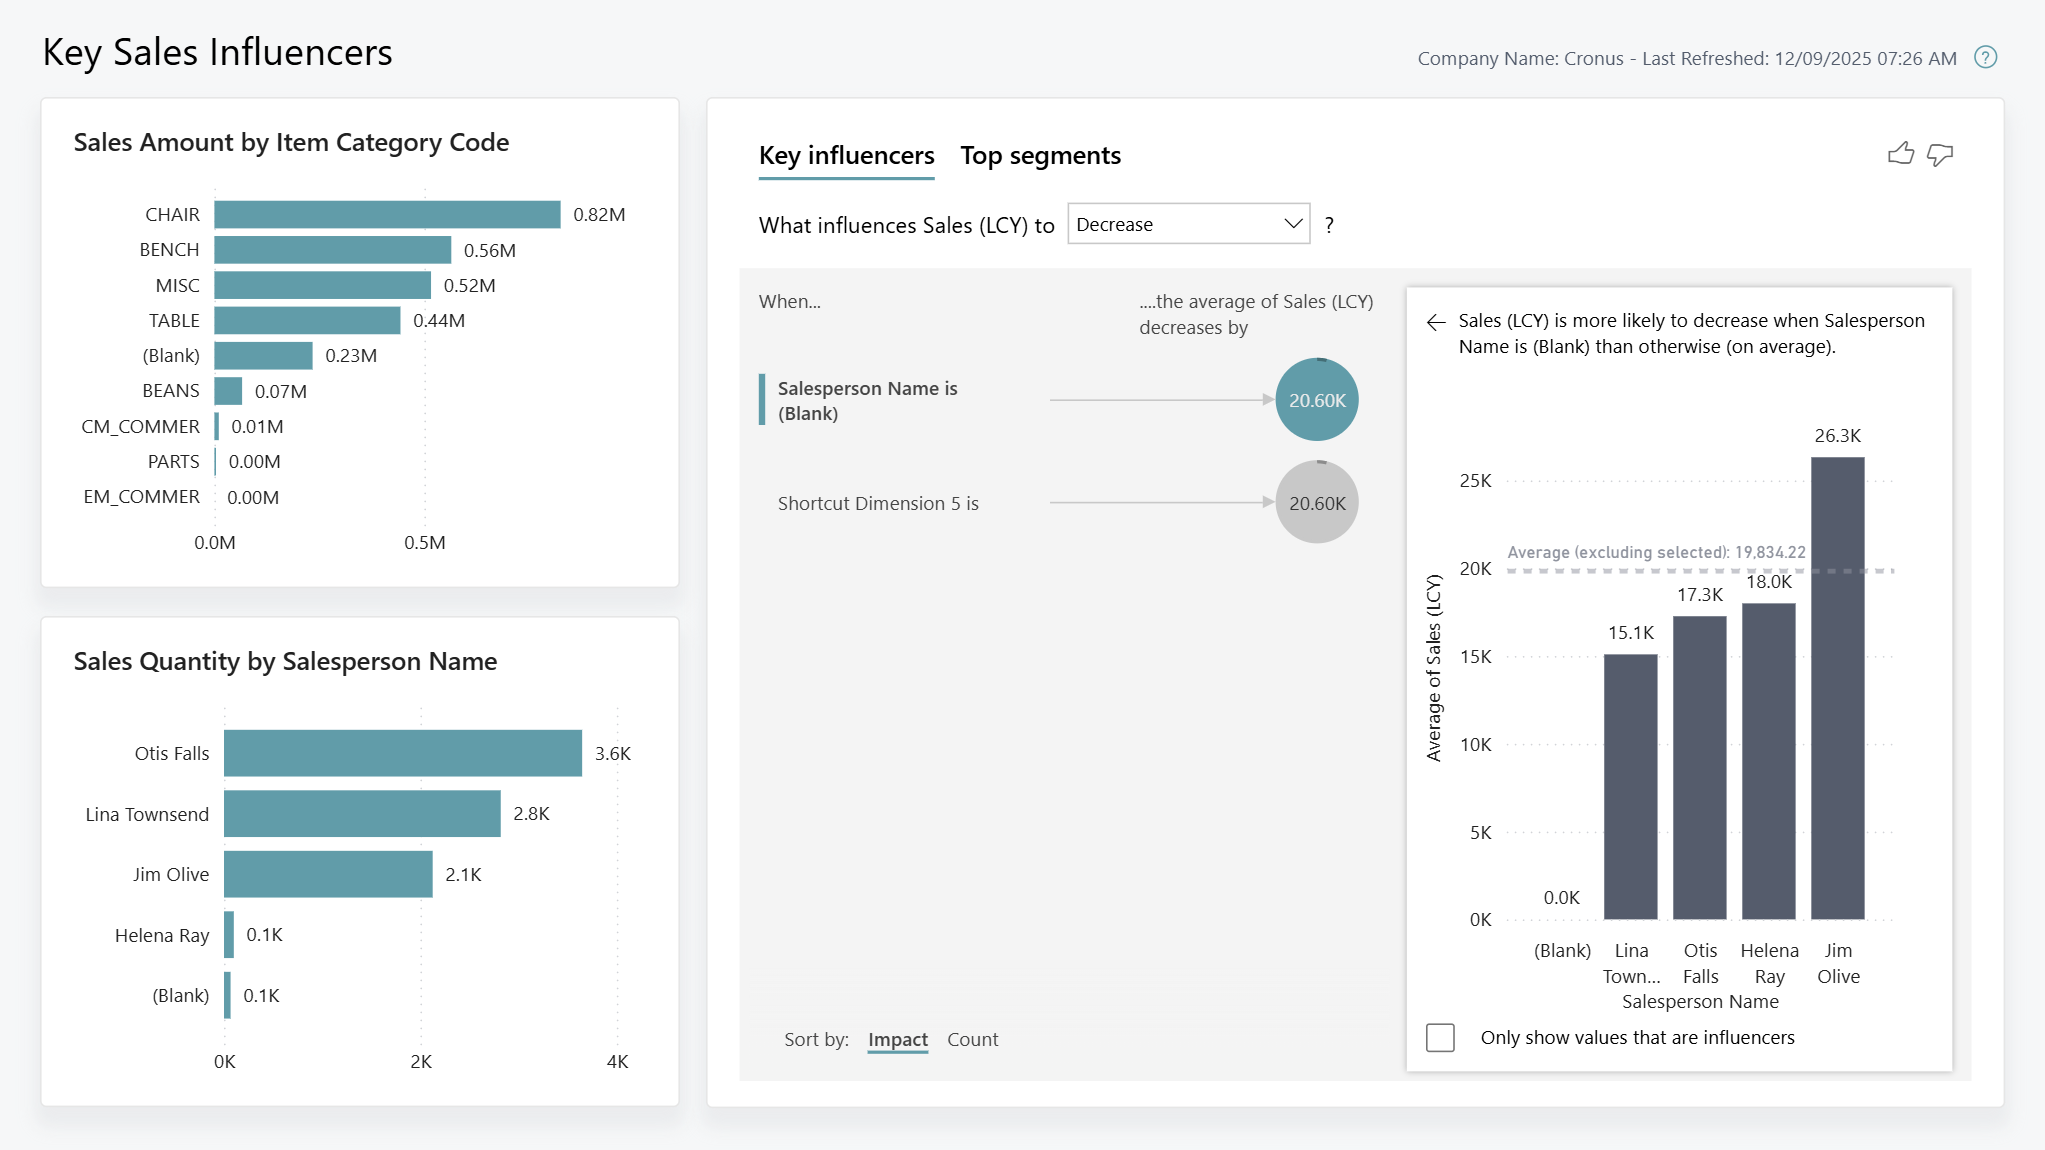 Key Sales Influencers
Company Name: Cronus - Last Refreshed: 12/09/2025 07:26 AM
?
Sales Amount by Item Category Code
CHAIR 0.82M
BENCH 0.56M
MISC 0.52M
TABLE 0.44M
(Blank) 0.23M
BEANS 0.07M
CM_COMMER 0.01M
PARTS 0.00M
EM_COMMER 0.00M
0.0M 0.5M
Sales Quantity by Salesperson Name
Otis Falls 3.6K
Lina Townsend 2.8K
Jim Olive 2.1K
Helena Ray 0.1K
(Blank) 0.1K
0K 2K 4K
Key influencers Top segments
What influences Sales (LCY) to Decrease ?
When...
....the average of Sales (LCY)
decreases by
Salesperson Name is
(Blank)
20.60K
Shortcut Dimension 5 is
20.60K
Sort by: Impact Count
Sales (LCY) is more likely to decrease when Salesperson
Name is (Blank) than otherwise (on average).
Average of Sales (LCY)
26.3K
25K
Average (excluding selected): 19,834.22
20K
18.0K
17.3K
15.1K
15K
10K
5K
0.0K
0K
(Blank) Lina Otis Helena Jim
Town... Falls Ray Olive
Salesperson Name
Only show values that are influencers